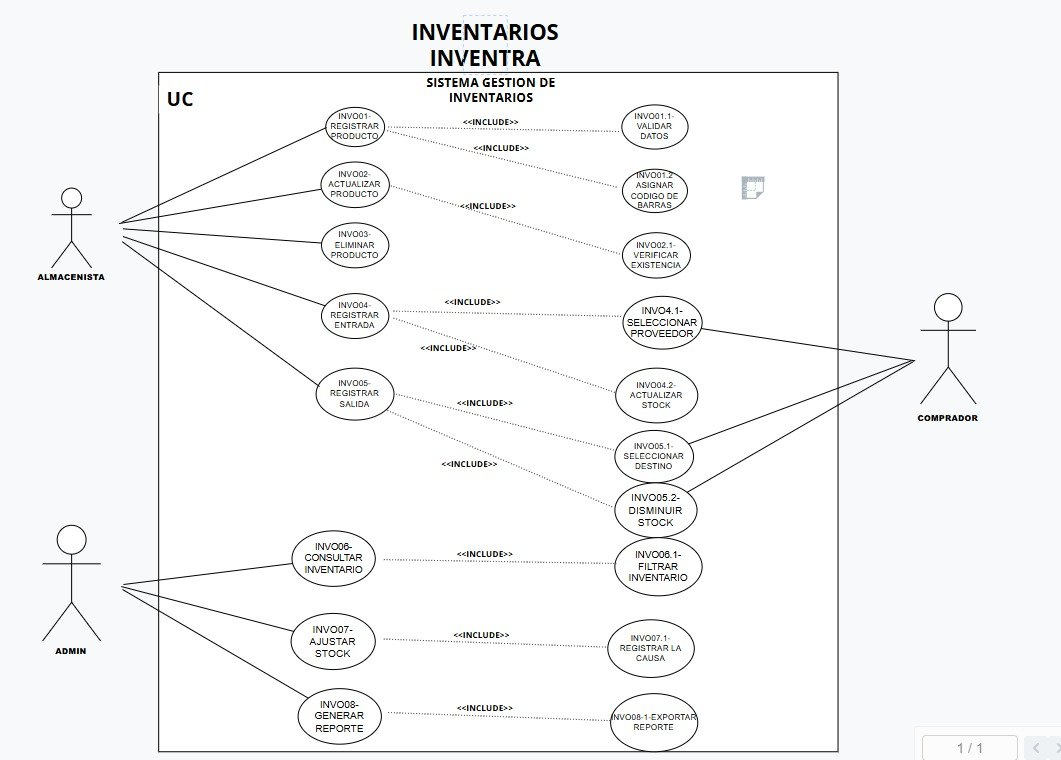 INVENTARIOS
INVENTRA
SISTEMA GESTION DE
INVENTARIOS
UC
INVO01-
REGISTRAR
PRODUCTO
<<INCLUDE>>
INVO01.1-
VALIDAR
DATOS
<<INCLUDE>>
INVO02-
ACTUALIZAR
PRODUCTO
INVO01.2
ASIGNAR
CODIGO DE
BARRAS
<<INCLUDE>>
INVO03-
ELIMINAR
PRODUCTO
INVO02.1-
VERIFICAR
EXISTENCIA
ALMACENISTA
INVO04-
REGISTRAR
ENTRADA
<<INCLUDE>>
INVO4.1-
SELECCIONAR
PROVEEDOR
<<INCLUDE>>
INVO05-
REGISTRAR
SALIDA
INVO04.2-
ACTUALIZAR
STOCK
<<INCLUDE>>
COMPRADOR
INVO05.1-
SELECCIONAR
DESTINO
<<INCLUDE>>
INVO05.2-
DISMINUIR
STOCK
INVO06-
CONSULTAR
INVENTARIO
<<INCLUDE>>
INVO06.1-
FILTRAR
INVENTARIO
ADMIN
INVO07-
AJUSTAR
STOCK
<<INCLUDE>>
INVO07.1-
REGISTRAR LA
CAUSA
INVO08-
GENERAR
REPORTE
<<INCLUDE>>
INVO08-1-EXPORTAR
REPORTE
1 / 1